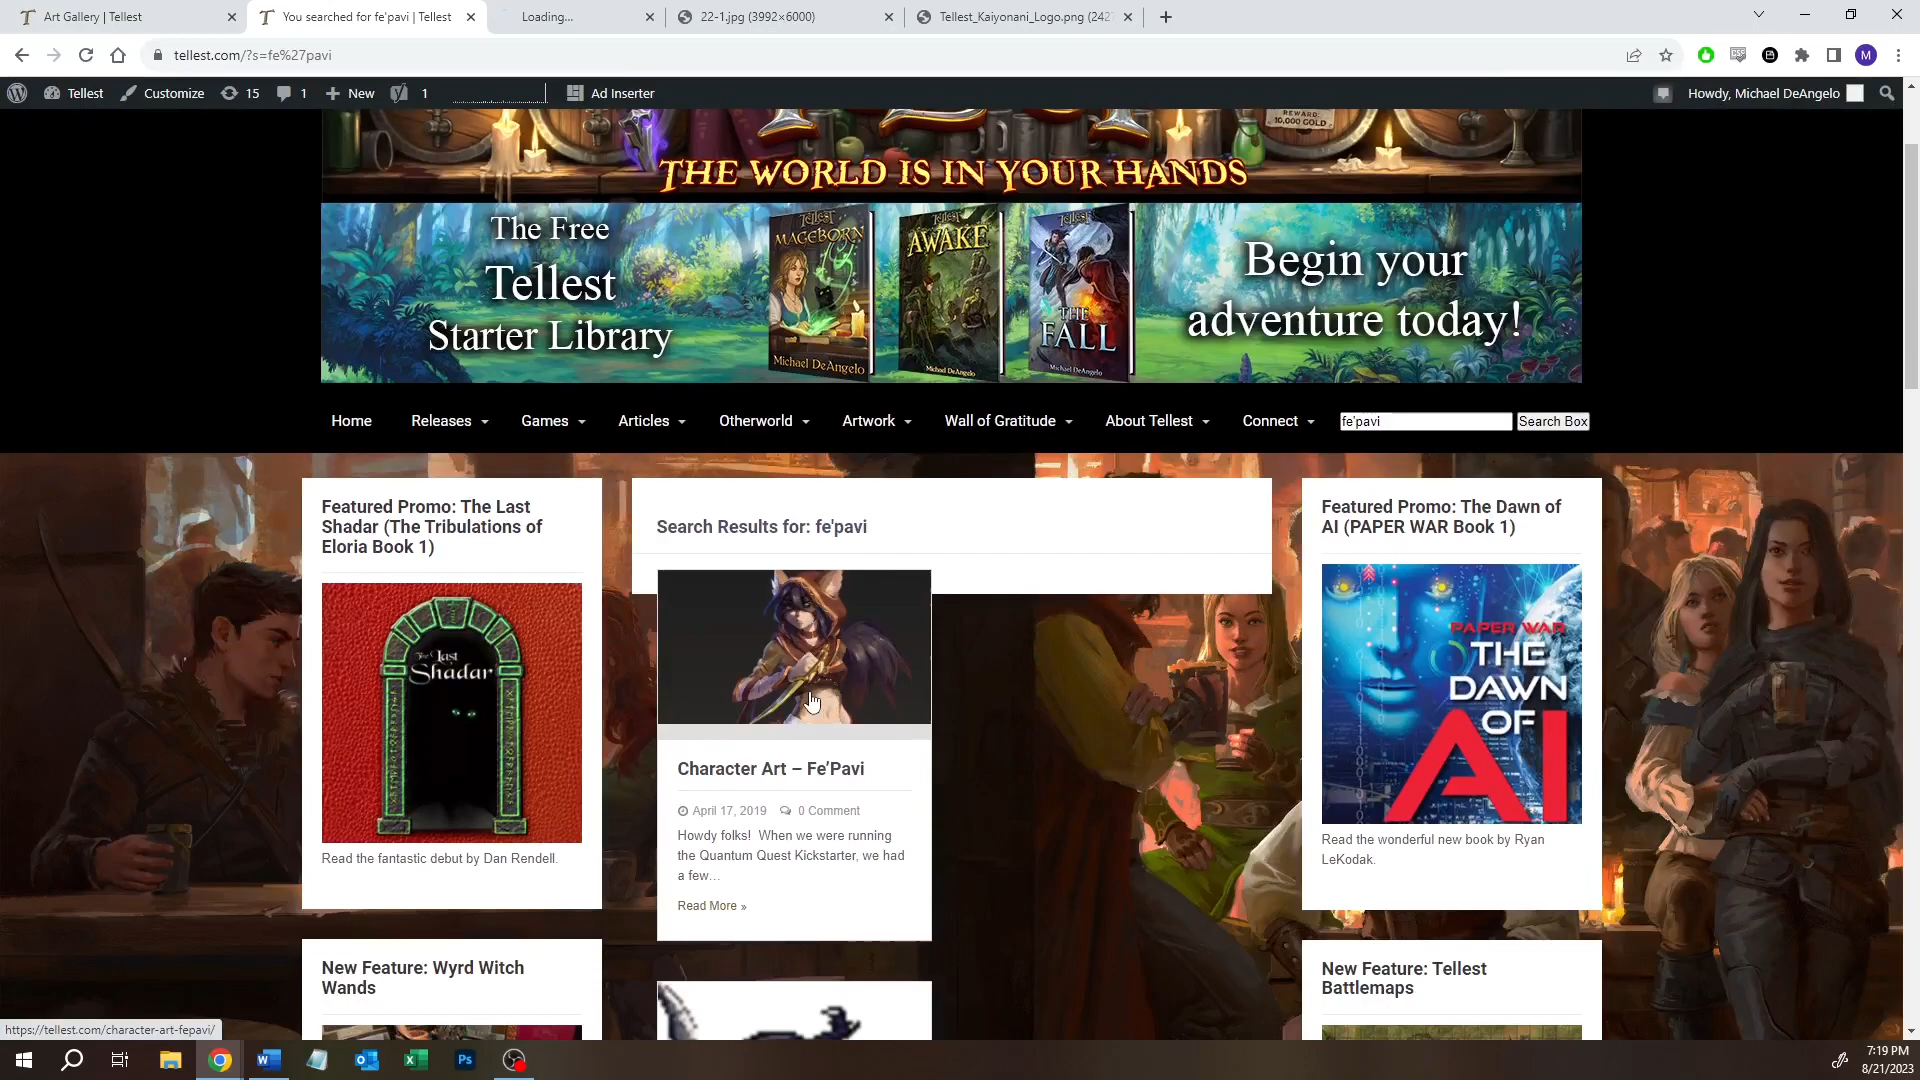 Art Gallery | Tellest
You searched for fe'pavi | Tellest
Loading...
22-1.jpg (3992×6000)
Tellest_Kaiyonani_Logo.png (242
tellest.com/?s=fe%27pavi
M
Tellest
Customize
15
1
New
1
Ad Inserter
Howdy, Michael DeAngelo
REWARD:
10,000 GOLD
THE WORLD IS IN YOUR HANDS
The Free
Tellest
Starter Library
TELLEST
MAGEBORN
Michael DeAngelo
TELLEST
AWAKE
Michael DeAngelo
TELLEST
THE
FALL
Michael DeAngelo
Begin your
adventure today!
Home
Releases
Games
Articles
Otherworld
Artwork
Wall of Gratitude
About Tellest
Connect
fe'pavi
Search Box
Featured Promo: The Last
Shadar (The Tribulations of
Eloria Book 1)
The Last
Shadar
Read the fantastic debut by Dan Rendell.
New Feature: Wyrd Witch
Wands
Search Results for: fe'pavi
Character Art – Fe’Pavi
April 17, 2019
0 Comment
Howdy folks!  When we were running
the Quantum Quest Kickstarter, we had
a few…
Read More »
Featured Promo: The Dawn of
AI (PAPER WAR Book 1)
PAPER WAR
THE
DAWN
OF
AI
Read the wonderful new book by Ryan
LeKodak.
New Feature: Tellest
Battlemaps
https://tellest.com/character-art-fepavi/
Ps
7:19 PM
8/21/2023